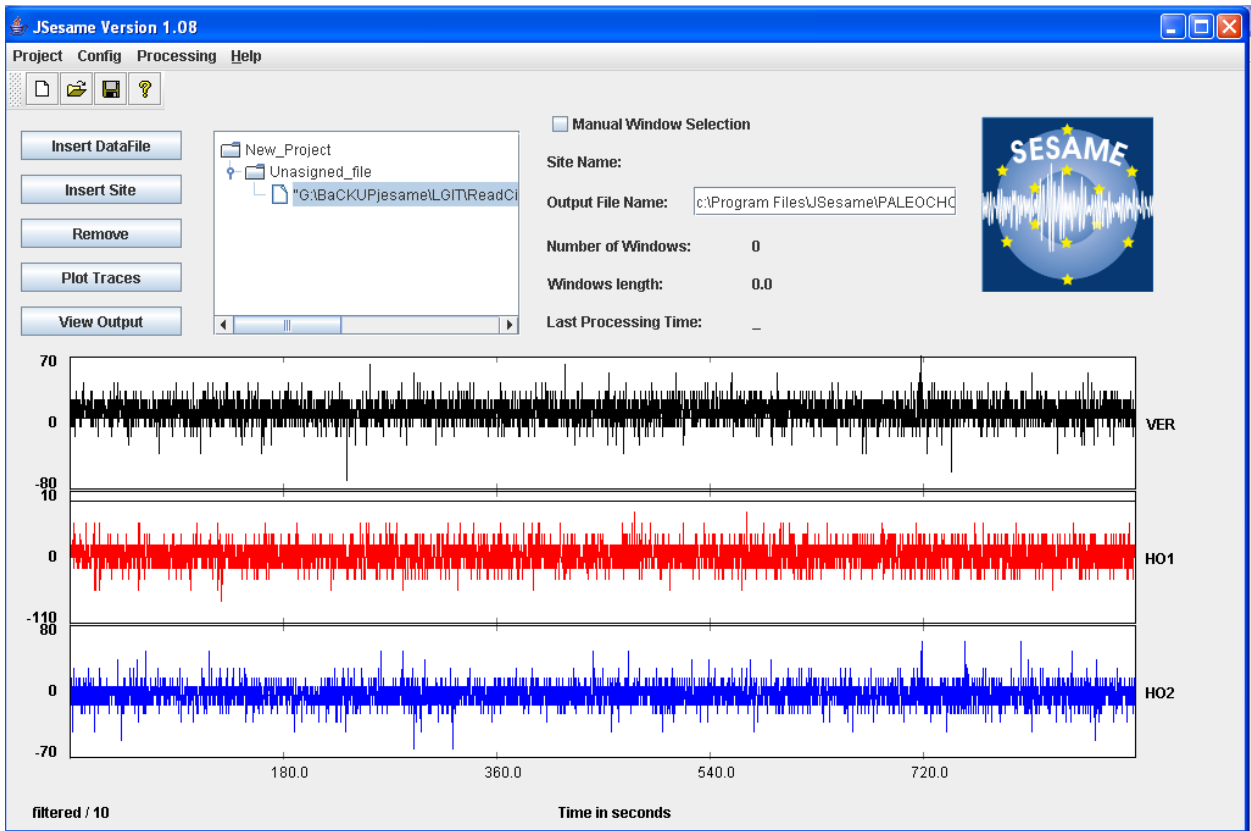 JSesame Version 1.08
Project Config Processing Help
Insert DataFile
Insert Site
Remove
Plot Traces
View Output
New_Project
Unasigned_file
"G:\BaCKUPjesame\LGIT\ReadCi
Manual Window Selection
Site Name:
Output File Name: c:\Program Files\JSesame\PALEOCHO
Number of Windows: 0
Windows length: 0.0
Last Processing Time: _
SESAME
70
0
-80
VER
10
0
-110
HO1
80
0
-70
HO2
180.0 360.0 540.0 720.0
filtered / 10 Time in seconds